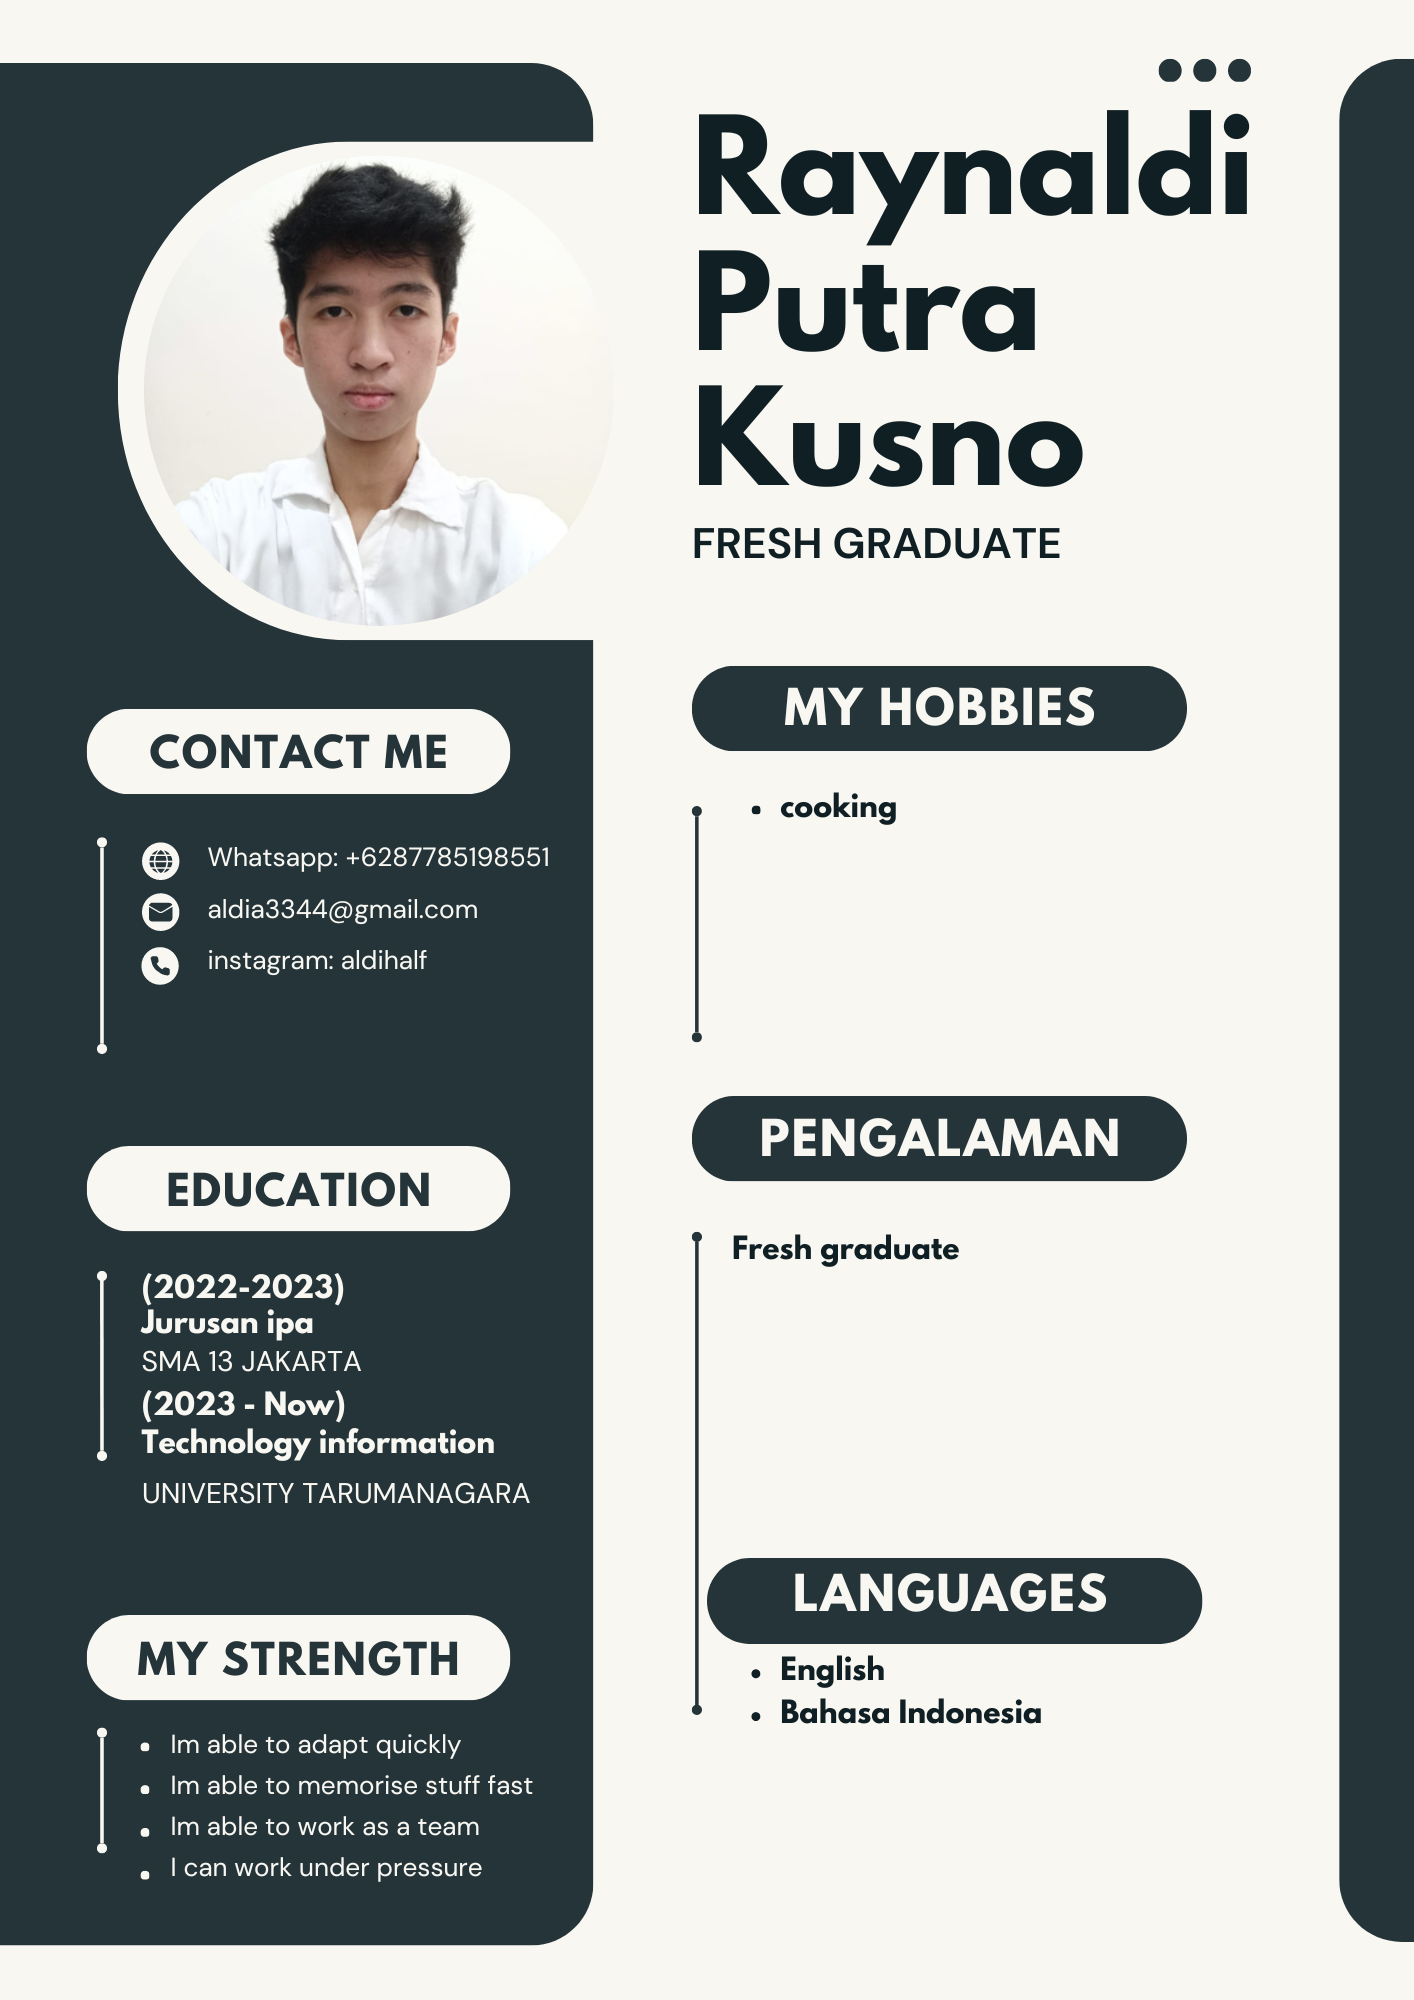 Raynaldi
Putra
Kusno
FRESH GRADUATE
CONTACT ME
Whatsapp: +6287785198551
aldia3344@gmail.com
instagram: aldihalf
EDUCATION
(2022-2023)
Jurusan ipa
SMA 13 JAKARTA
(2023 - Now)
Technology information
UNIVERSITY TARUMANAGARA
MY STRENGTH
Im able to adapt quickly
Im able to memorise stuff fast
Im able to work as a team
I can work under pressure
MY HOBBIES
cooking
PENGALAMAN
Fresh graduate
LANGUAGES
English
Bahasa Indonesia